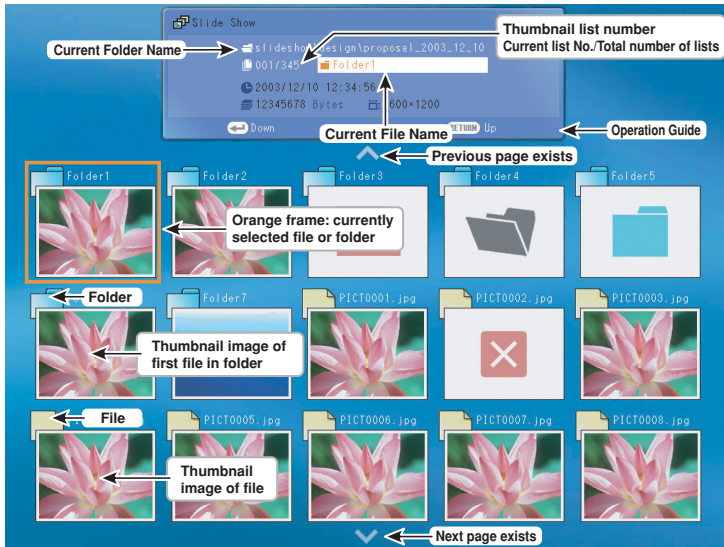 Slide Show
Thumbnail list number
Current list No./Total number of lists
Current Folder Name
slidesho design\proposal_2003_12_10
001/345 Folder1
2003/12/10 12:34:56
12345678 Bytes 600×1200
Down
Current File Name
RETURN Up
Operation Guide
Previous page exists
Folder1 Folder2 Folder3 Folder4 Folder5
Orange frame: currently
selected file or folder
Folder
Folder7 PICT0001.jpg PICT0002.jpg PICT0003.jpg
Thumbnail image of
first file in folder
File
PICT0005.jpg PICT0006.jpg PICT0007.jpg PICT0008.jpg
Thumbnail
image of file
Next page exists